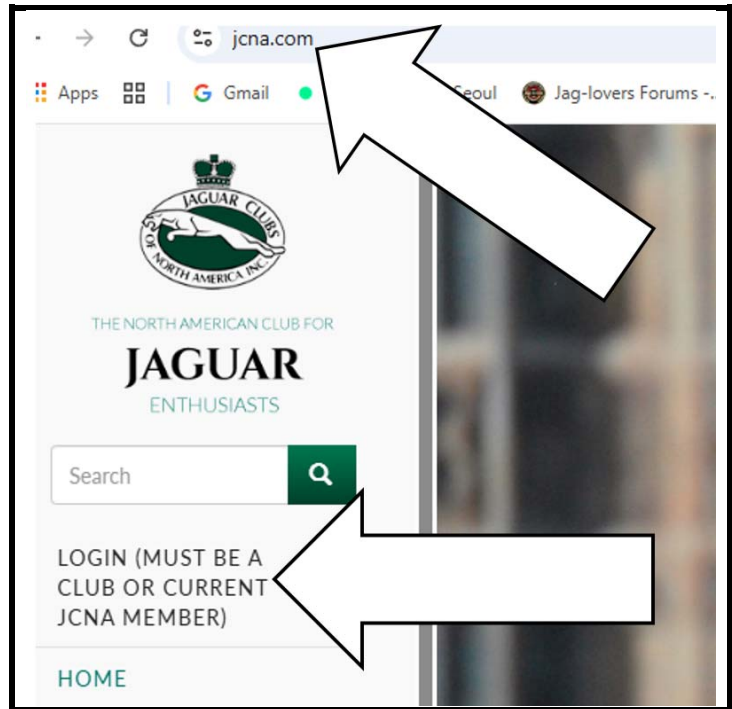 jcna.com
Apps
Gmail
Seoul
Jag-lovers Forums -..
JAGUAR CLUBS
OF NORTH AMERICA INC.
THE NORTH AMERICAN CLUB FOR
JAGUAR
ENTHUSIASTS
Search
LOGIN (MUST BE A
CLUB OR CURRENT
JCNA MEMBER)
HOME